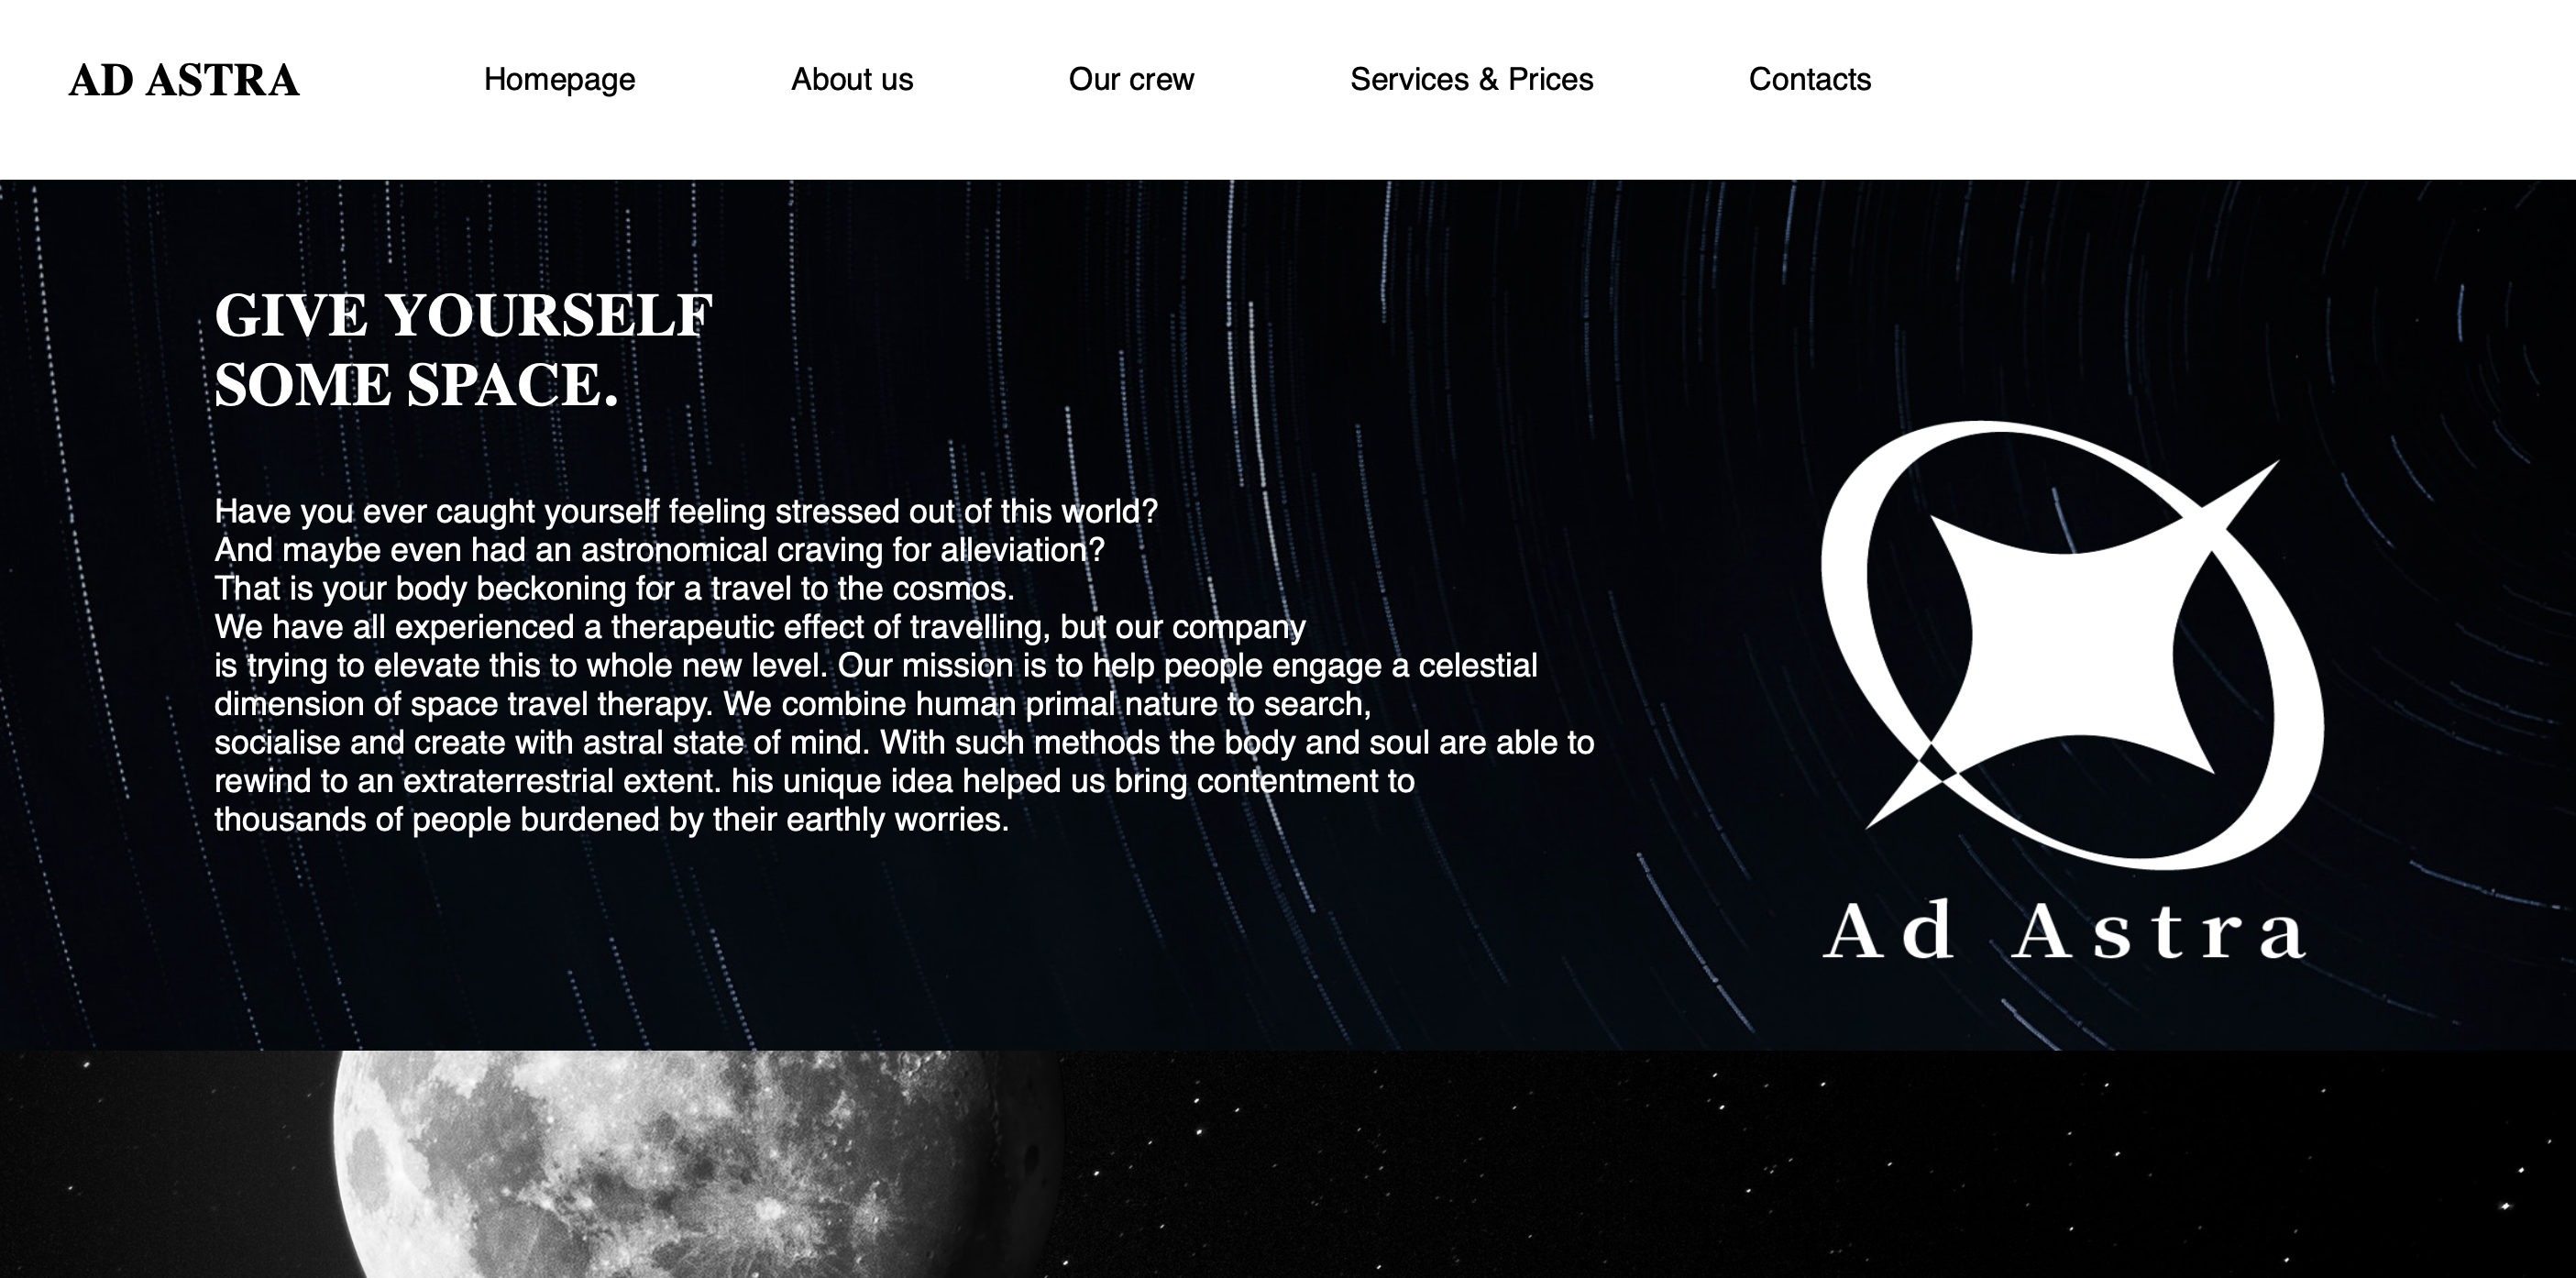 AD ASTRA Homepage About us Our crew Services & Prices Contacts
GIVE YOURSELF
SOME SPACE.
Have you ever caught yourself feeling stressed out of this world?
And maybe even had an astronomical craving for alleviation?
That is your body beckoning for a travel to the cosmos.
We have all experienced a therapeutic effect of travelling, but our company
is trying to elevate this to whole new level. Our mission is to help people engage a celestial
dimension of space travel therapy. We combine human primal nature to search,
socialise and create with astral state of mind. With such methods the body and soul are able to
rewind to an extraterrestrial extent. his unique idea helped us bring contentment to
thousands of people burdened by their earthly worries.
Ad Astra